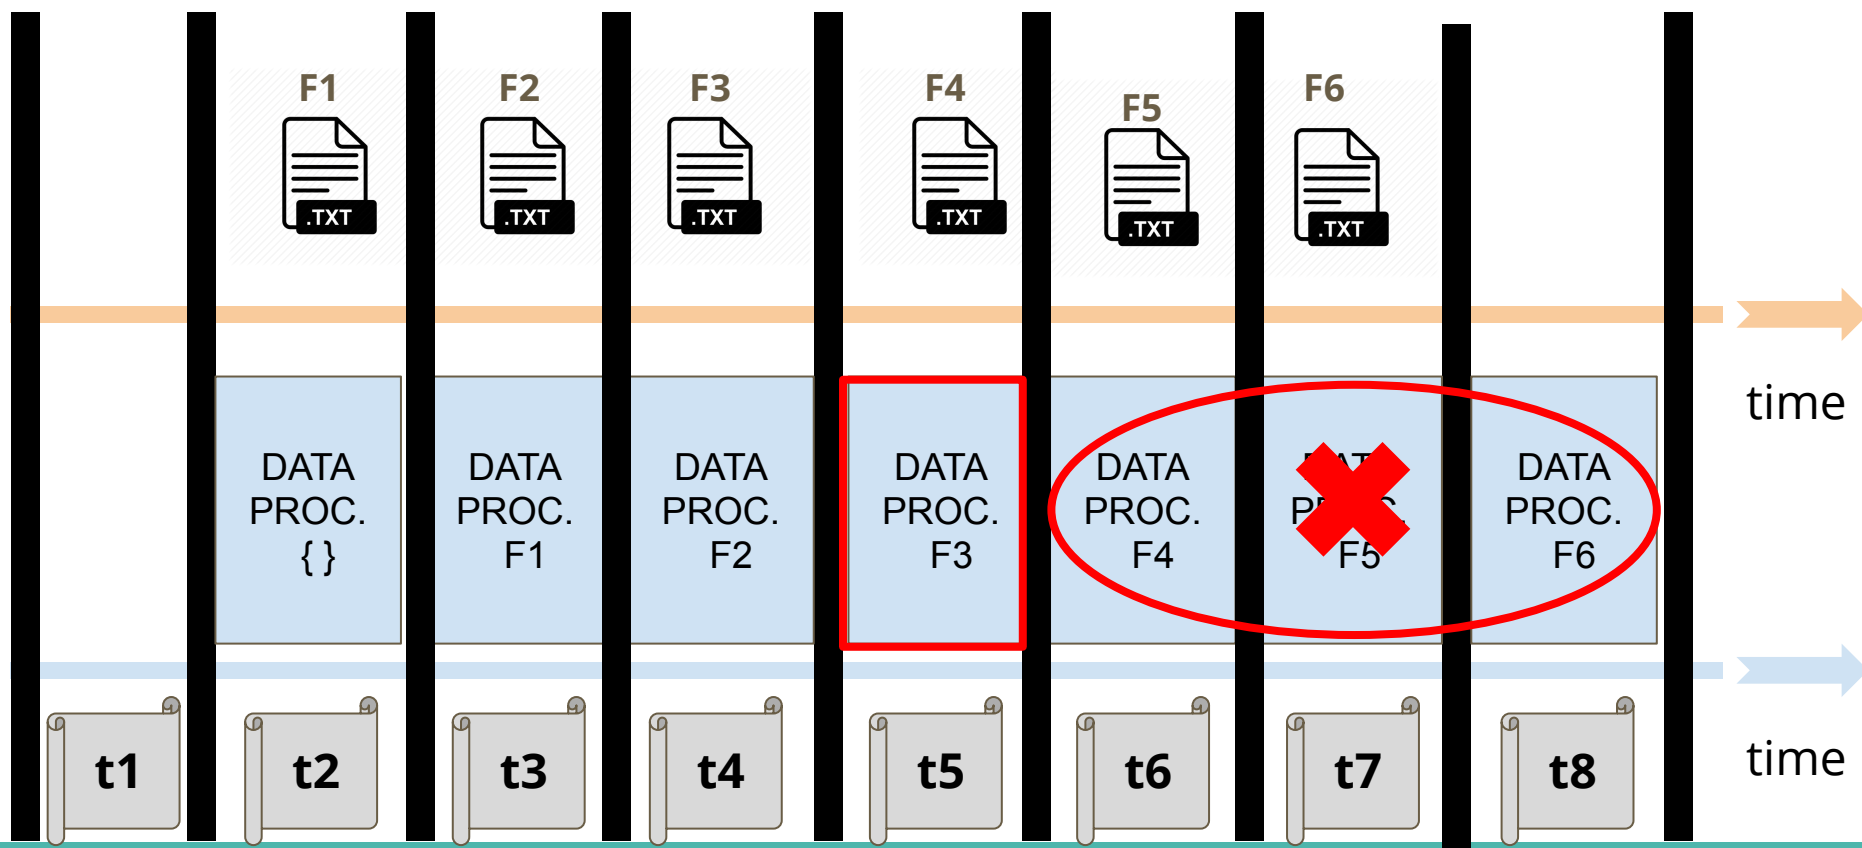 F1
F2
F3
F4
F5
F6
.TXT
.TXT
.TXT
.TXT
.TXT
.TXT
time
DATA
PROC.
{ }
DATA
PROC.
F1
DATA
PROC.
F2
DATA
PROC.
F3
DATA
PROC.
F4
DATA
PROC.
F5
DATA
PROC.
F6
t1
t2
t3
t4
t5
t6
t7
t8
time